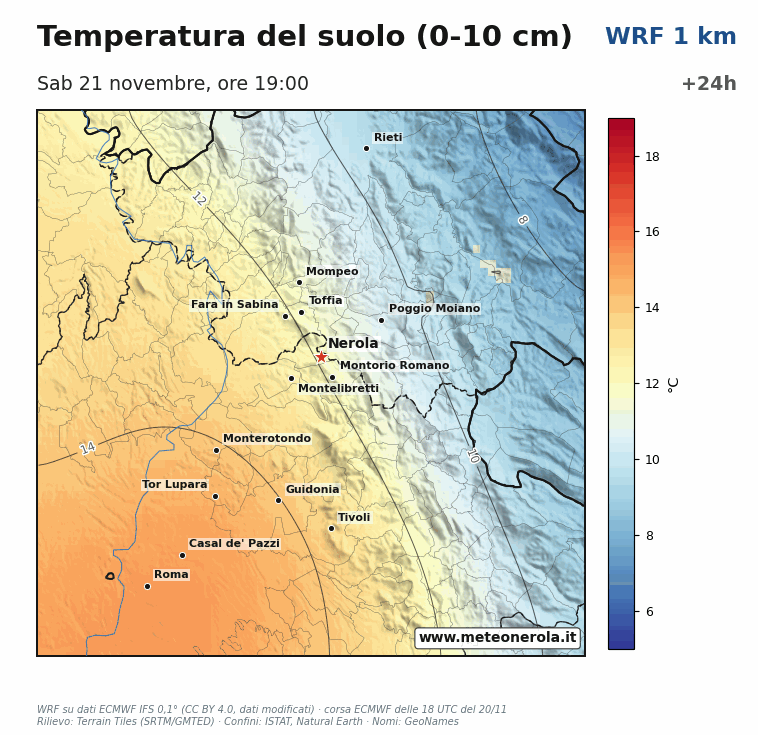 Temperatura del suolo (0-10 cm)
WRF 1 km
Sab 21 novembre, ore 19:00
+24h
Rieti
12
8
Mompeo
Fara in Sabina
Toffia
Poggio Moiano
Nerola
Montorio Romano
Montelibretti
14
Monterotondo
10
Tor Lupara
Guidonia
Tivoli
Casal de' Pazzi
Roma
www.meteonerola.it
18
16
14
12
10
8
6
°C
WRF su dati ECMWF IFS 0,1° (CC BY 4.0, dati modificati) · corsa ECMWF delle 18 UTC del 20/11
Rilievo: Terrain Tiles (SRTM/GMTED) · Confini: ISTAT, Natural Earth · Nomi: GeoNames